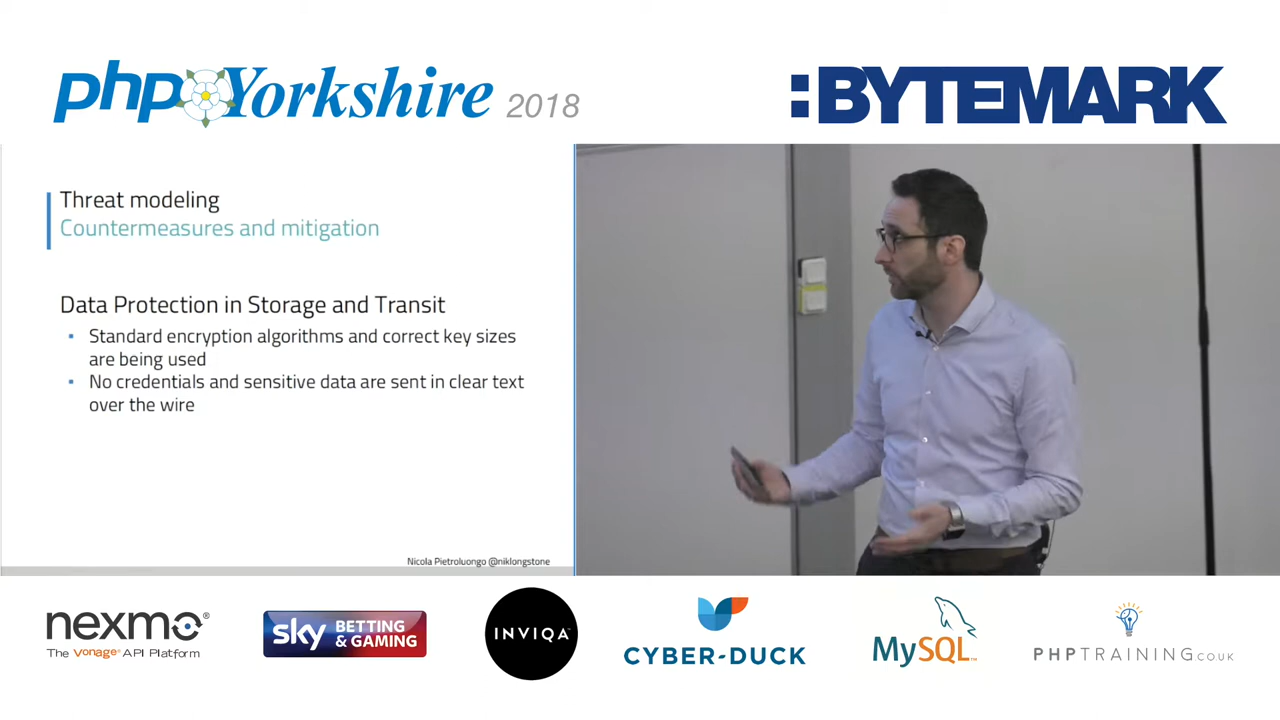 php Yorkshire 2018
:BYTEMARK
Threat modeling
Countermeasures and mitigation
Data Protection in Storage and Transit
▪ Standard encryption algorithms and correct key sizes
are being used
▪ No credentials and sensitive data are sent in clear text
over the wire
Nicola Pietroluongo @niklongstone
nexmo®
The Vonage® API Platform
sky BETTING
& GAMING
INVIQA™
CYBER-DUCK
MySQL™
PHPTRAINING.CO.UK